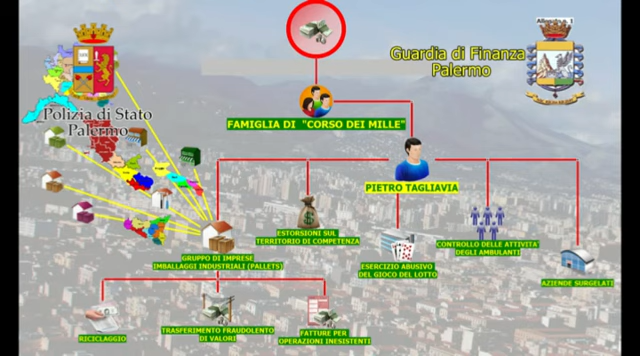 Guardia di Finanza
Palermo
Polizia di Stato
Palermo
FAMIGLIA DI "CORSO DEI MILLE"
PIETRO TAGLIAVIA
GRUPPO DI IMPRESE
IMBALLAGGI INDUSTRIALI (PALLETS)
ESTORSIONI SUL
TERRITORIO DI COMPETENZA
ESERCIZIO ABUSIVO
DEL GIOCO DEL LOTTO
CONTROLLO DELLE ATTIVITA'
DEGLI AMBULANTI
AZIENDE SURGELATI
RICICLAGGIO
TRASFERIMENTO FRAUDOLENTO
DI VALORI
FATTURE PER
OPERAZIONI INESISTENTI